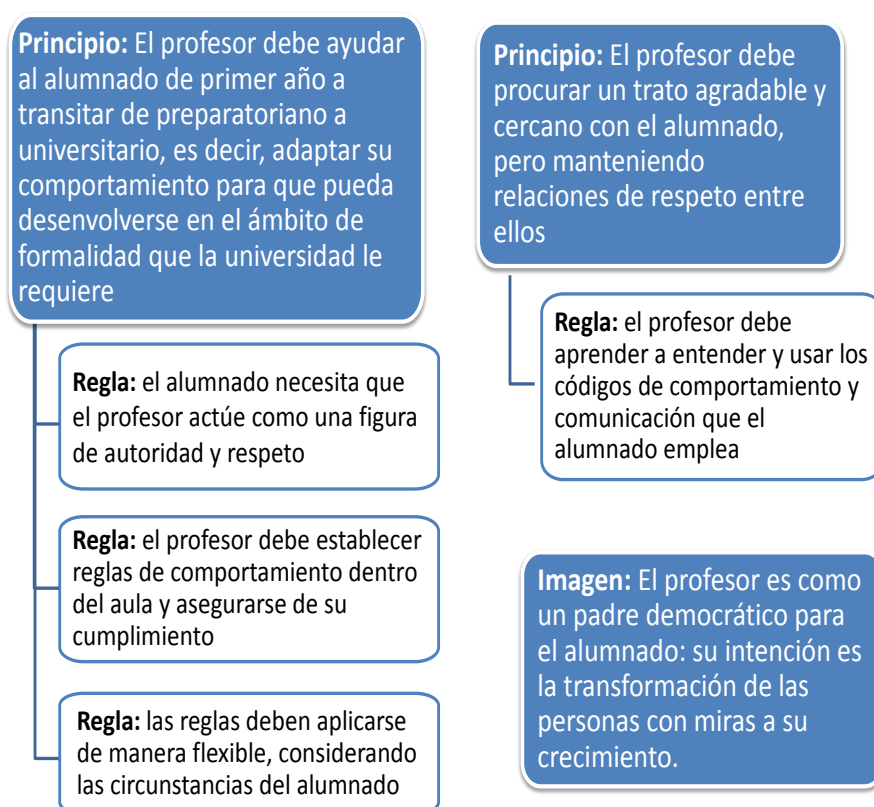 Principio: El profesor debe ayudar
al alumnado de primer año a
transitar de preparatoriano a
universitario, es decir, adaptar su
comportamiento para que pueda
desenvolverse en el ámbito de
formalidad que la universidad le
requiere
Regla: el alumnado necesita que
el profesor actúe como una figura
de autoridad y respeto
Regla: el profesor debe establecer
reglas de comportamiento dentro
del aula y asegurarse de su
cumplimiento
Regla: las reglas deben aplicarse
de manera flexible, considerando
las circunstancias del alumnado
Principio: El profesor debe
procurar un trato agradable y
cercano con el alumnado,
pero manteniendo
relaciones de respeto entre
ellos
Regla: el profesor debe
aprender a entender y usar los
códigos de comportamiento y
comunicación que el
alumnado emplea
Imagen: El profesor es como
un padre democrático para
el alumnado: su intención es
la transformación de las
personas con miras a su
crecimiento.